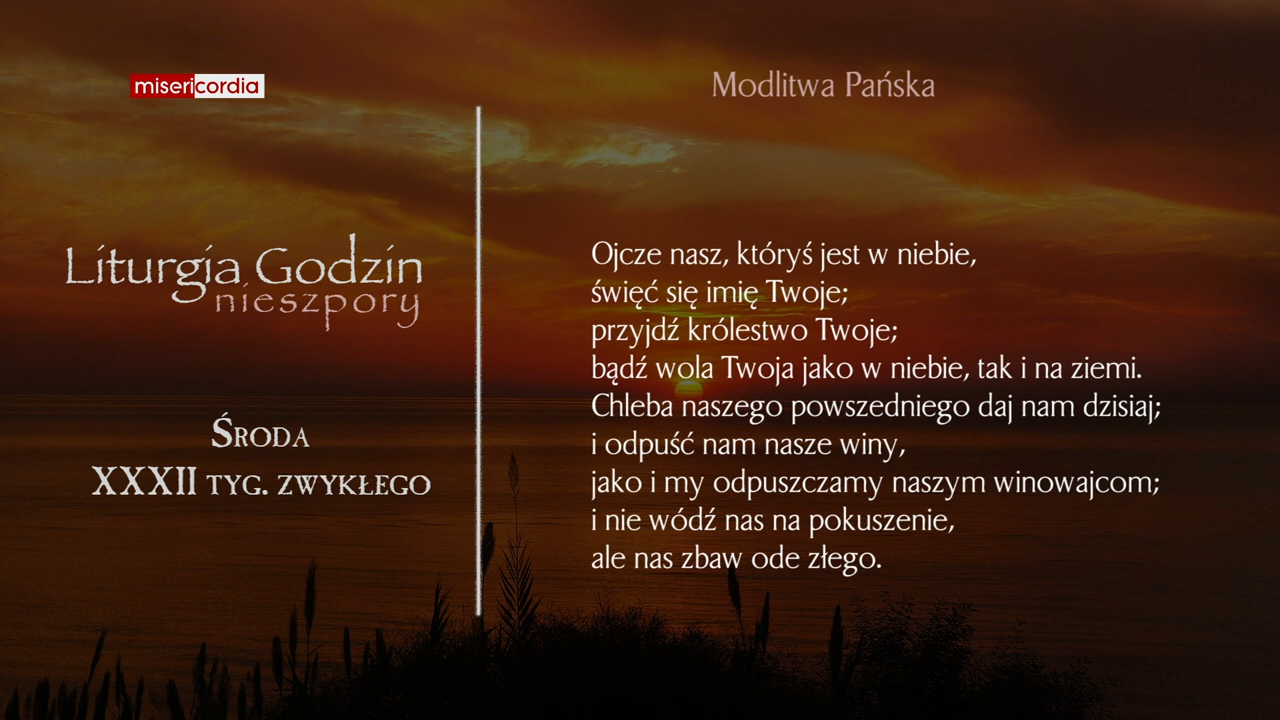 misericordia
Liturgia Godzin
nieszpory
Środa
XXXII tyg. zwykłego
Modlitwa Pańska
Ojcze nasz, któryś jest w niebie,
święć się imię Twoje;
przyjdź królestwo Twoje;
bądź wola Twoja jako w niebie, tak i na ziemi.
Chleba naszego powszedniego daj nam dzisiaj;
i odpuść nam nasze winy,
jako i my odpuszczamy naszym winowajcom;
i nie wódź nas na pokuszenie,
ale nas zbaw ode złego.